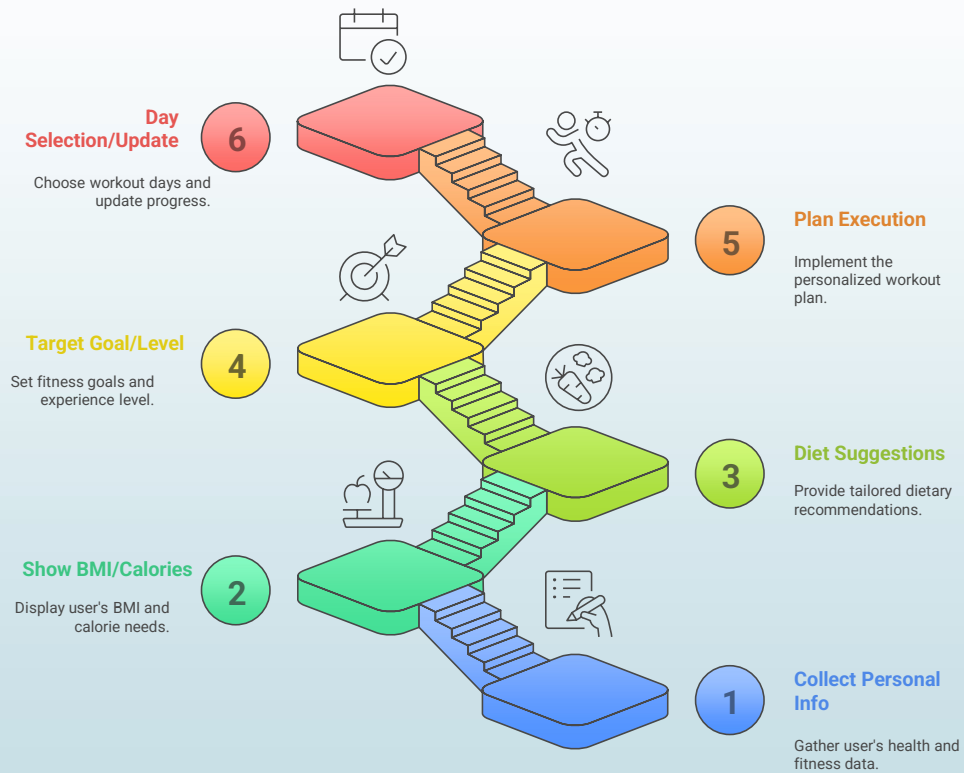 Day
Selection/Update
6
Choose workout days and
update progress.
5
Plan Execution
Implement the
personalized workout
plan.
Target Goal/Level
4
Set fitness goals and
experience level.
3
Diet Suggestions
Provide tailored dietary
recommendations.
Show BMI/Calories
2
Display user's BMI and
calorie needs.
1
Collect Personal
Info
Gather user's health and
fitness data.